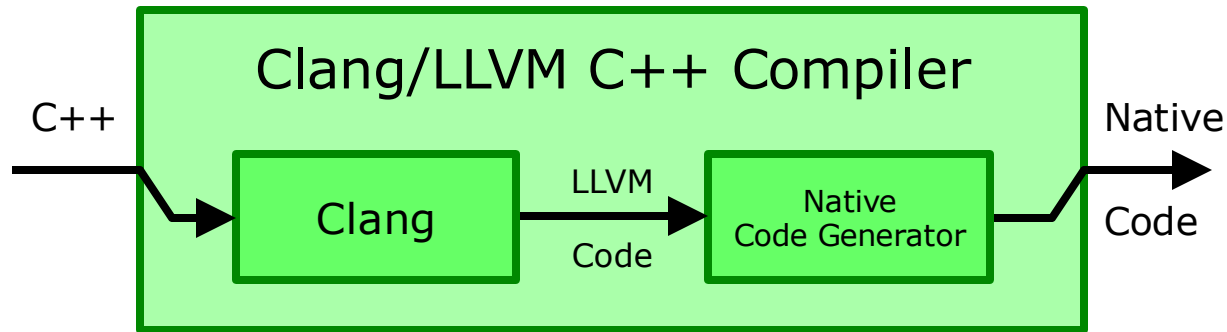 Clang/LLVM C++ Compiler
C++
Clang
LLVM
Code
Native
Code Generator
Native
Code